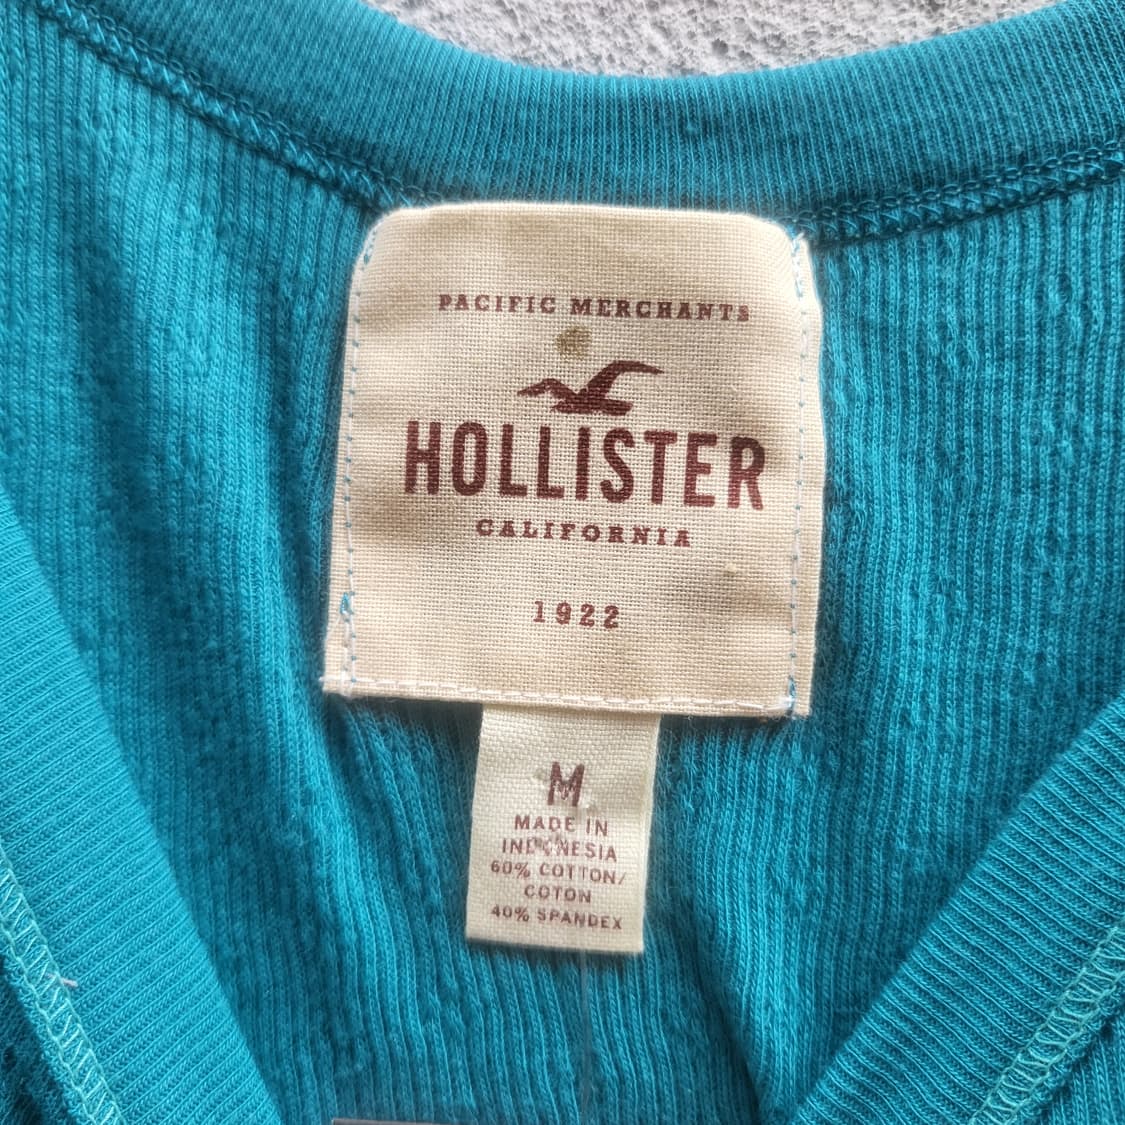 PACIFIC MERCHANTS
HOLLISTER
CALIFORNIA
1922
M
MADE IN
INDONESIA
60% COTTON/
COTON
40% SPANDEX